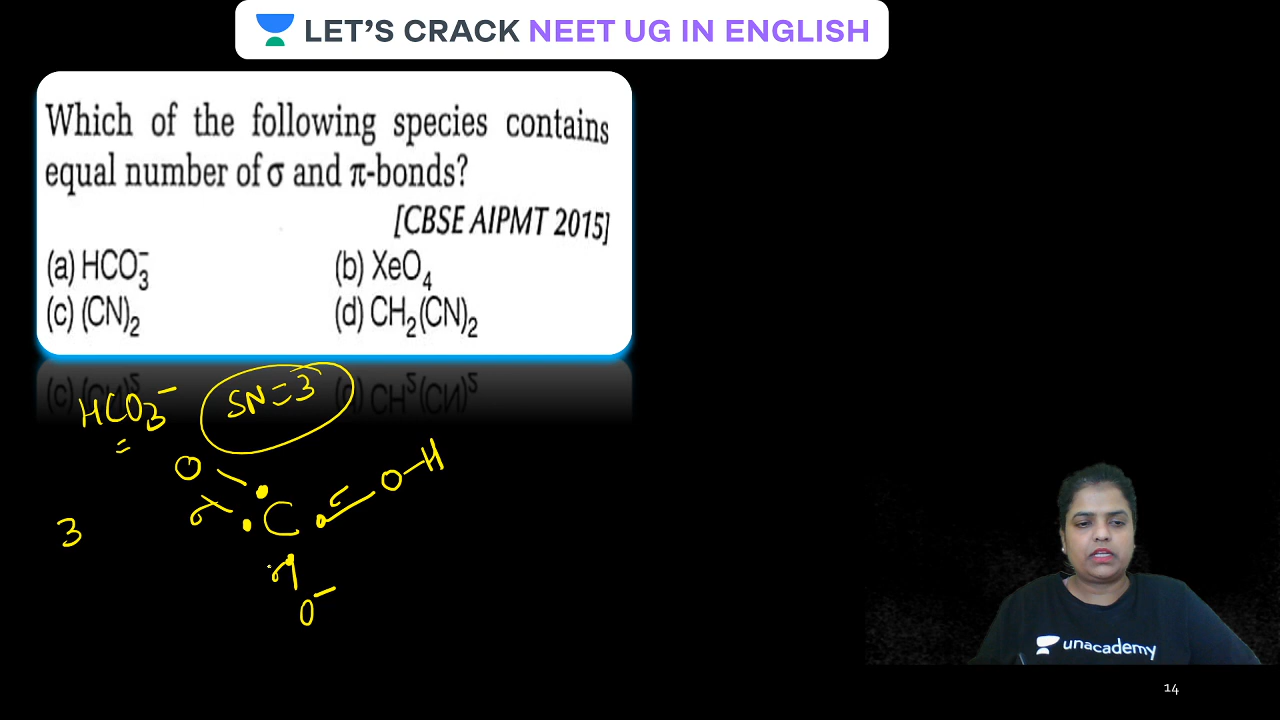 LET'S CRACK NEET UG IN ENGLISH
Which of the following species contains
equal number of σ and π-bonds?
[CBSE AIPMT 2015]
(a) HCO₃⁻ (b) XeO₄
(c) (CN)₂ (d) CH₂(CN)₂
HCO₃⁻ SN=3
O
O-H
σ C σ
3
σ
O⁻
unacademy
14